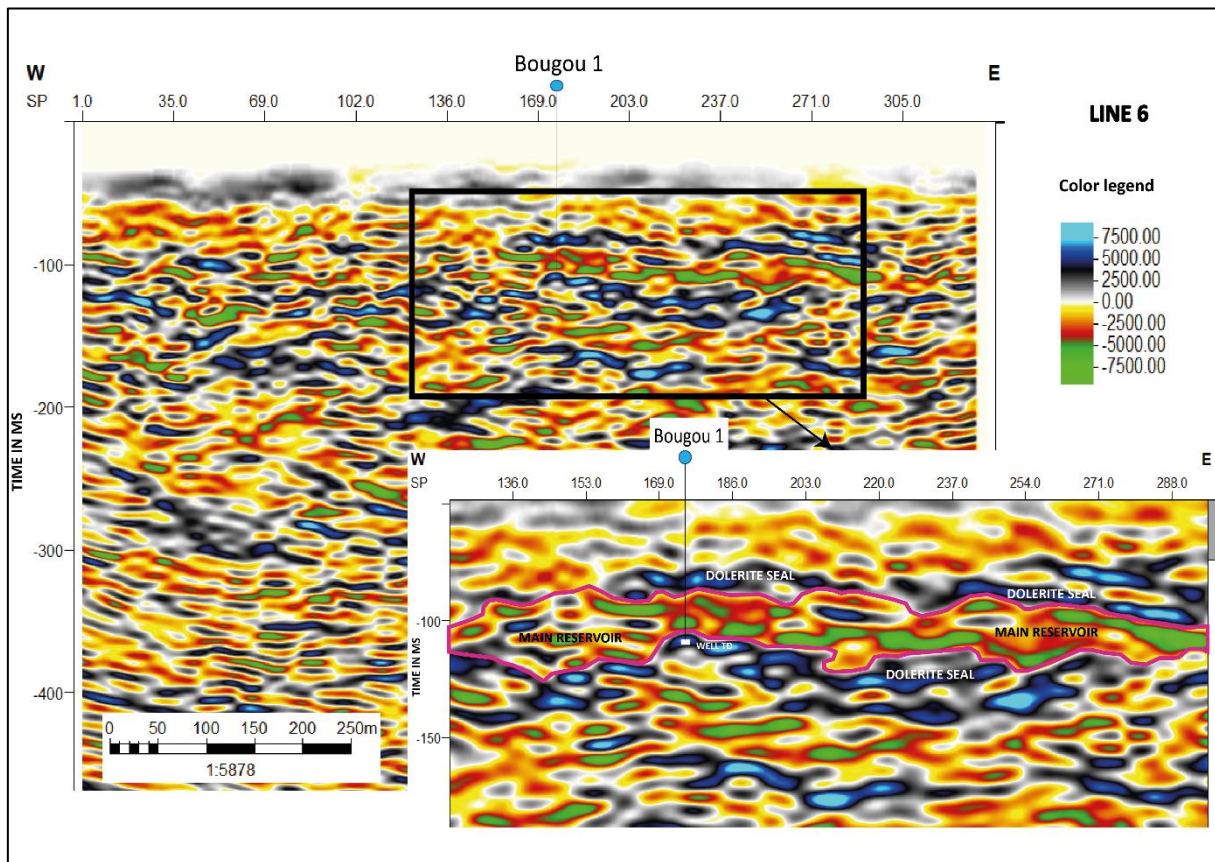 Bougou 1
W E
SP 1.0 35.0 69.0 102.0 136.0 169.0 203.0 237.0 271.0 305.0
LINE 6
Color legend
7500.00
5000.00
2500.00
0.00
-2500.00
-5000.00
-7500.00
TIME IN MS
-100
-200
-300
-400
0 50 100 150 200 250m
1:5878
Bougou 1
W E
SP 136.0 153.0 169.0 186.0 203.0 220.0 237.0 254.0 271.0 288.0
TIME IN MS
-100
-150
DOLERITE SEAL
DOLERITE SEAL
MAIN RESERVOIR
MAIN RESERVOIR
WELL TD
DOLERITE SEAL